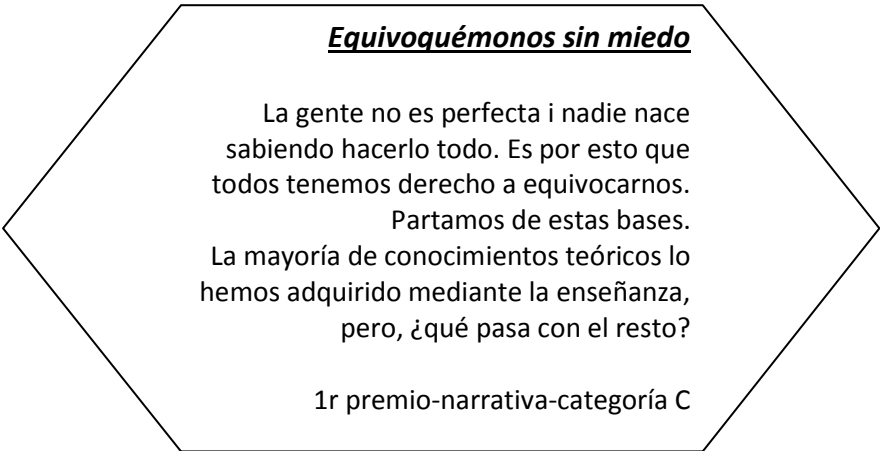 Equivoquémonos sin miedo
La gente no es perfecta i nadie nace
sabiendo hacerlo todo. Es por esto que
todos tenemos derecho a equivocarnos.
Partamos de estas bases.
La mayoría de conocimientos teóricos lo
hemos adquirido mediante la enseñanza,
pero, ¿qué pasa con el resto?
1r premio-narrativa-categoría C